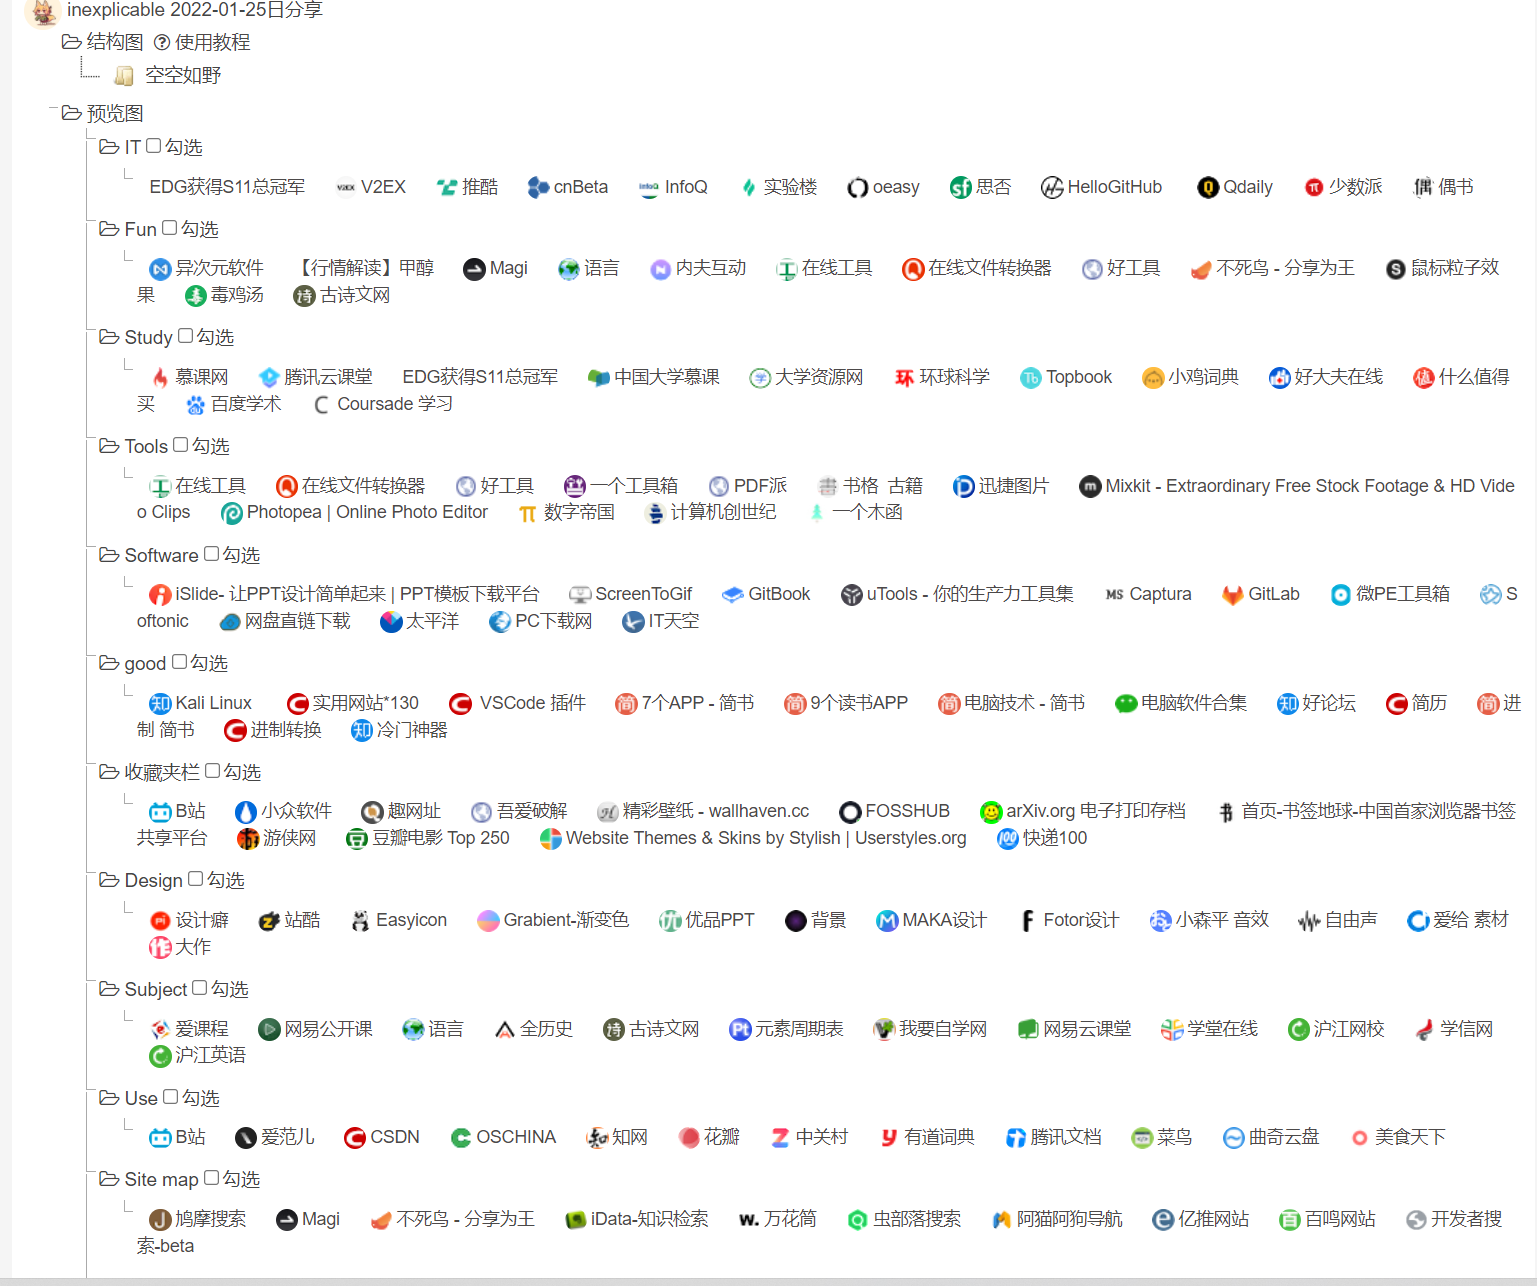 inexplicable 2022-01-25日分享
结构图 使用教程
空空如野
预览图
IT 勾选
EDG获得S11总冠军 V2EX 推酷 cnBeta InfoQ 实验楼 oeasy 思否 HelloGitHub Qdaily 少数派 偶书
Fun 勾选
异次元软件 【行情解读】甲醇 Magi 语言 内夫互动 在线工具 在线文件转换器 好工具 不死鸟 - 分享为王 鼠标粒子效
果 毒鸡汤 古诗文网
Study 勾选
慕课网 腾讯云课堂 EDG获得S11总冠军 中国大学慕课 大学资源网 环球科学 Topbook 小鸡词典 好大夫在线 什么值得
买 百度学术 Coursade 学习
Tools 勾选
在线工具 在线文件转换器 好工具 一个工具箱 PDF派 书格 古籍 迅捷图片 Mixkit - Extraordinary Free Stock Footage & HD Vide
o Clips Photopea | Online Photo Editor 数字帝国 计算机创世纪 一个木函
Software 勾选
iSlide- 让PPT设计简单起来 | PPT模板下载平台 ScreenToGif GitBook uTools - 你的生产力工具集 Captura GitLab 微PE工具箱 S
oftonic 网盘直链下载 太平洋 PC下载网 IT天空
good 勾选
Kali Linux 实用网站*130 VSCode 插件 7个APP - 简书 9个读书APP 电脑技术 - 简书 电脑软件合集 好论坛 简历 进
制 简书 进制转换 冷门神器
收藏夹栏 勾选
B站 小众软件 趣网址 吾爱破解 精彩壁纸 - wallhaven.cc FOSSHUB arXiv.org 电子打印存档 首页-书签地球-中国首家浏览器书签
共享平台 游侠网 豆瓣电影 Top 250 Website Themes & Skins by Stylish | Userstyles.org 快递100
Design 勾选
设计癖 站酷 Easyicon Grabient-渐变色 优品PPT 背景 MAKA设计 Fotor设计 小森平 音效 自由声 爱给 素材
大作
Subject 勾选
爱课程 网易公开课 语言 全历史 古诗文网 元素周期表 我要自学网 网易云课堂 学堂在线 沪江网校 学信网
沪江英语
Use 勾选
B站 爱范儿 CSDN OSCHINA 知网 花瓣 中关村 有道词典 腾讯文档 菜鸟 曲奇云盘 美食天下
Site map 勾选
鸠摩搜索 Magi 不死鸟 - 分享为王 iData-知识检索 万花筒 虫部落搜索 阿猫阿狗导航 亿推网站 百鸣网站 开发者搜
索-beta